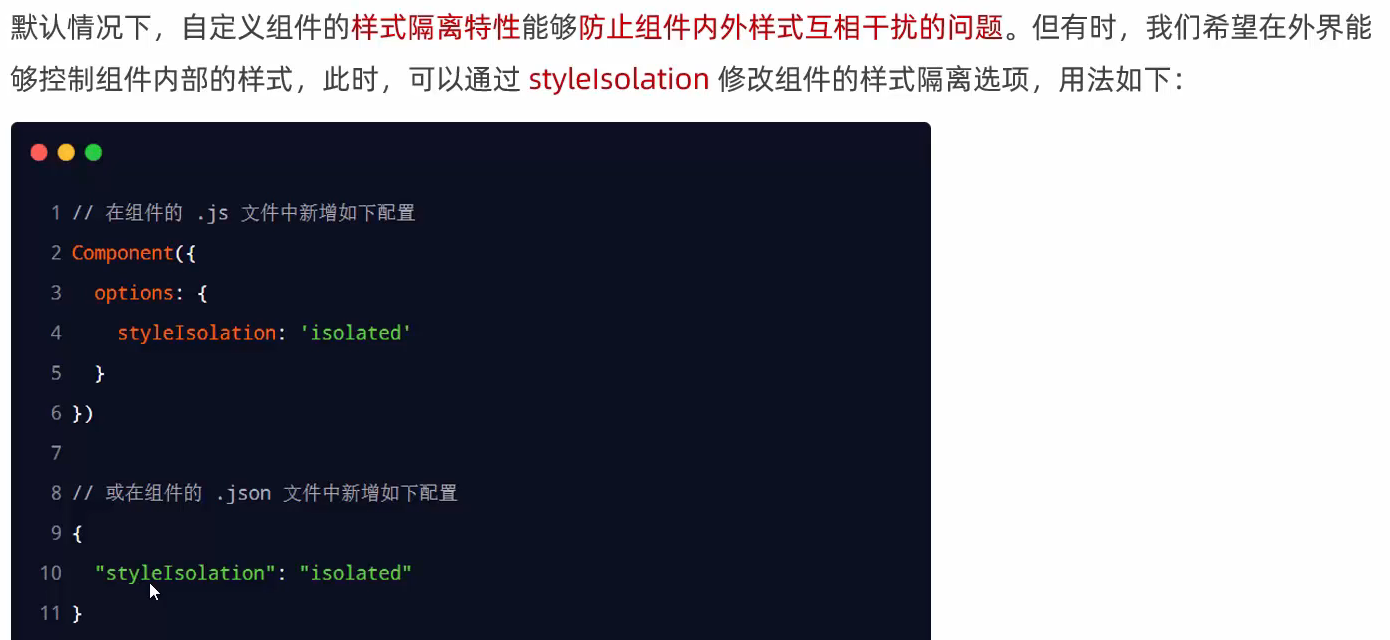 默认情况下，自定义组件的样式隔离特性能够防止组件内外样式互相干扰的问题。但有时，我们希望在外界能
够控制组件内部的样式，此时，可以通过 styleIsolation 修改组件的样式隔离选项，用法如下：
1 // 在组件的 .js 文件中新增如下配置
2 Component({
3   options: {
4     styleIsolation: 'isolated'
5   }
6 })
7
8 // 或在组件的 .json 文件中新增如下配置
9 {
10   "styleIsolation": "isolated"
11 }